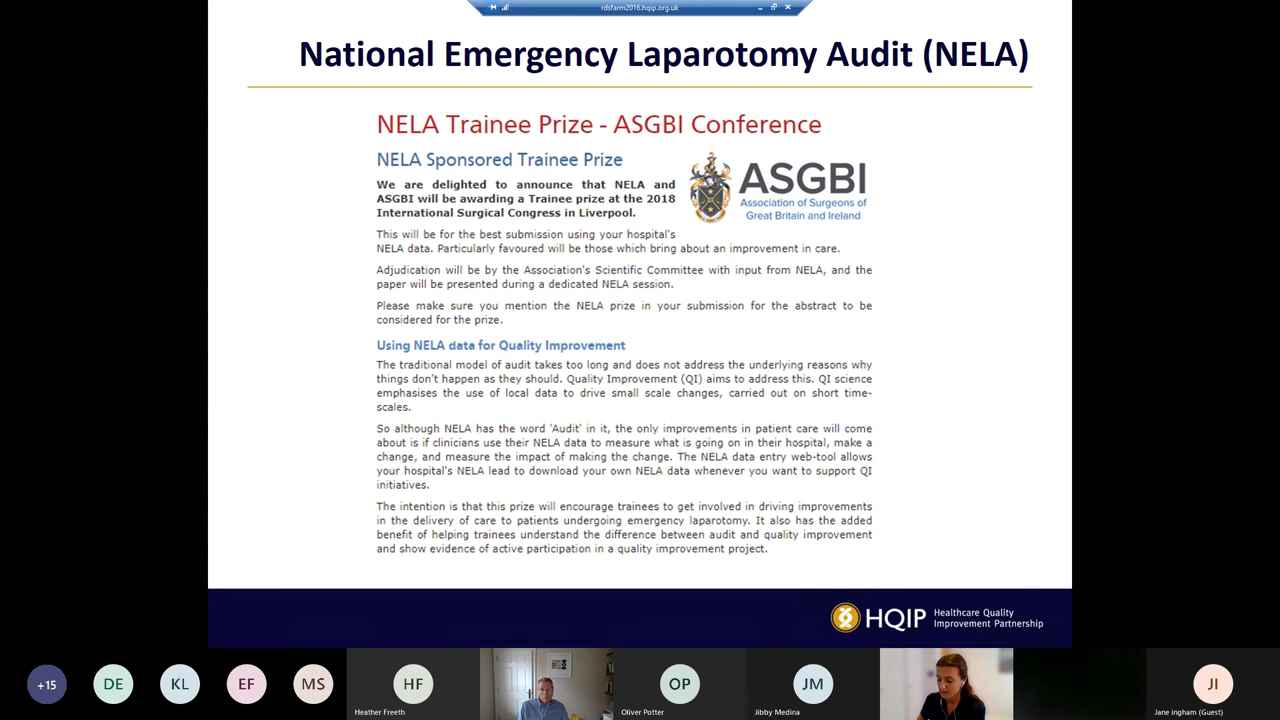 rdsfarm2016.hqip.org.uk
National Emergency Laparotomy Audit (NELA)
NELA Trainee Prize - ASGBI Conference
NELA Sponsored Trainee Prize
We are delighted to announce that NELA and
ASGBI will be awarding a Trainee prize at the 2018
International Surgical Congress in Liverpool.
ASGBI
Association of Surgeons of
Great Britain and Ireland
This will be for the best submission using your hospital's
NELA data. Particularly favoured will be those which bring about an improvement in care.
Adjudication will be by the Association's Scientific Committee with input from NELA, and the
paper will be presented during a dedicated NELA session.
Please make sure you mention the NELA prize in your submission for the abstract to be
considered for the prize.
Using NELA data for Quality Improvement
The traditional model of audit takes too long and does not address the underlying reasons why
things don't happen as they should. Quality Improvement (QI) aims to address this. QI science
emphasises the use of local data to drive small scale changes, carried out on short time-
scales.
So although NELA has the word 'Audit' in it, the only improvements in patient care will come
about is if clinicians use their NELA data to measure what is going on in their hospital, make a
change, and measure the impact of making the change. The NELA data entry web-tool allows
your hospital's NELA lead to download your own NELA data whenever you want to support QI
initiatives.
The intention is that this prize will encourage trainees to get involved in driving improvements
in the delivery of care to patients undergoing emergency laparotomy. It also has the added
benefit of helping trainees understand the difference between audit and quality improvement
and show evidence of active participation in a quality improvement project.
HQIP
Healthcare Quality
Improvement Partnership
+15
DE
KL
EF
MS
HF
Heather Freeth
OP
Oliver Potter
JM
Jibby Medina
JI
Jane ingham (Guest)